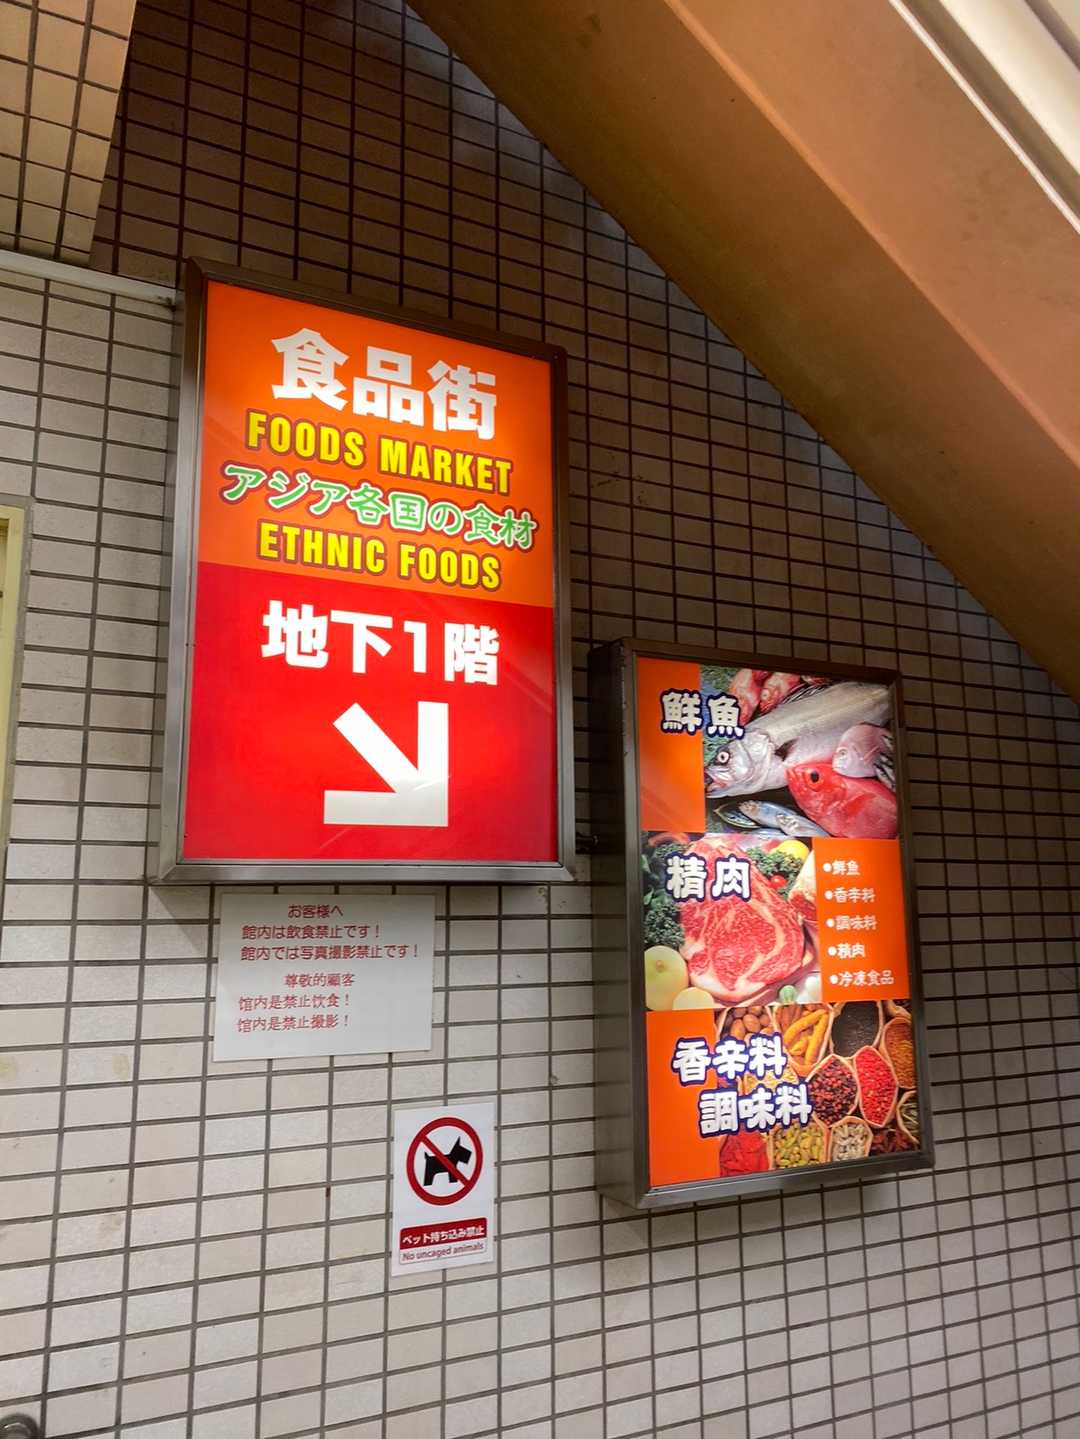 食品街
FOODS MARKET
アジア各国の食材
ETHNIC FOODS
地下1階
お客様へ
館内は飲食禁止です！
館内では写真撮影禁止です！
尊敬的顧客
馆内是禁止饮食！
馆内是禁止撮影！
ペット持ち込み禁止
No uncaged animals
鮮魚
精肉
●鮮魚
●香辛料
●調味料
●精肉
●冷凍食品
香辛料
調味料